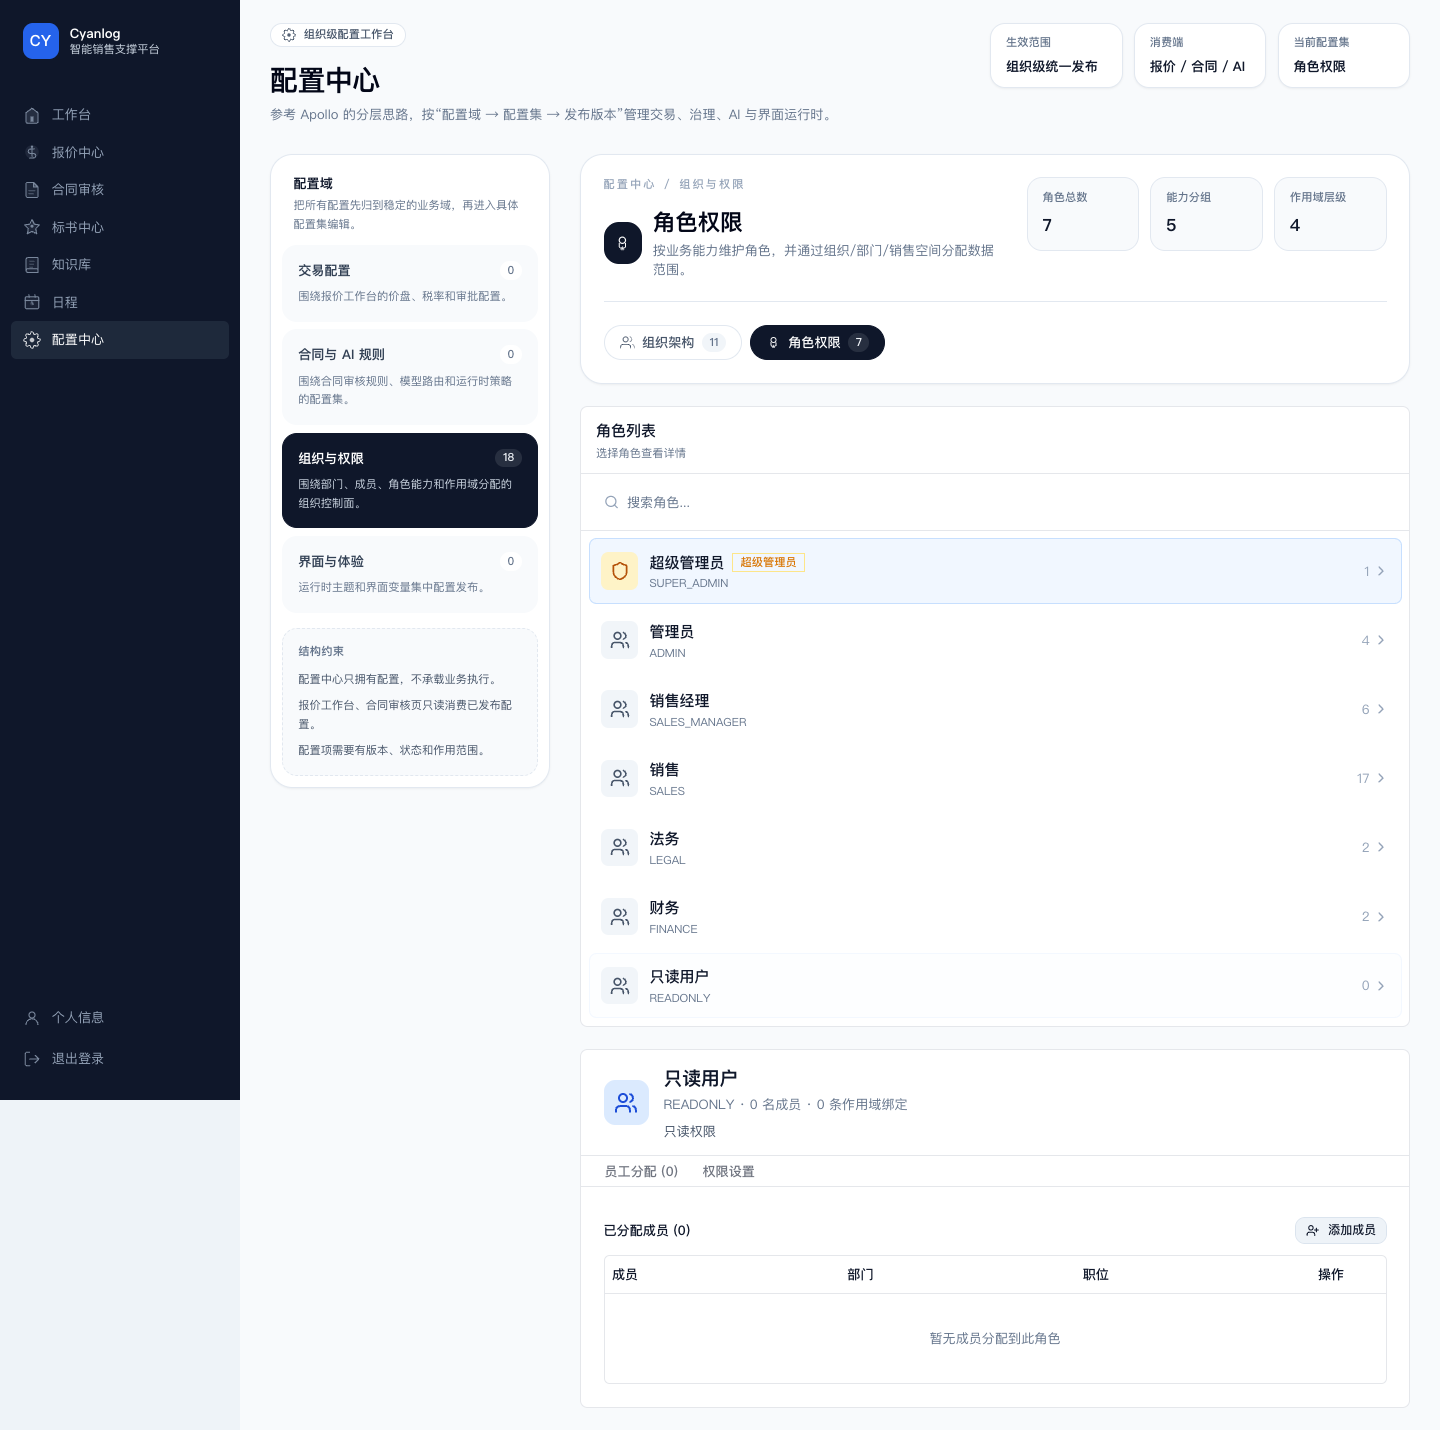 CY
Cyanlog
智能销售支撑平台
工作台
报价中心
合同审核
标书中心
知识库
日程
配置中心
个人信息
退出登录
组织级配置工作台
配置中心
参考 Apollo 的分层思路，按“配置域 → 配置集 → 发布版本”管理交易、治理、AI 与界面运行时。
生效范围
组织级统一发布
消费端
报价 / 合同 / AI
当前配置集
角色权限
配置域
把所有配置先归到稳定的业务域，再进入具体
配置集编辑。
交易配置 0
围绕报价工作台的价盘、税率和审批配置。
合同与 AI 规则 0
围绕合同审核规则、模型路由和运行时策略
的配置集。
组织与权限 18
围绕部门、成员、角色能力和作用域分配的
组织控制面。
界面与体验 0
运行时主题和界面变量集中配置发布。
结构约束
配置中心只拥有配置，不承载业务执行。
报价工作台、合同审核页只读消费已发布配
置。
配置项需要有版本、状态和作用范围。
配置中心 / 组织与权限
角色权限
按业务能力维护角色，并通过组织/部门/销售空间分配数据
范围。
角色总数
7
能力分组
5
作用域层级
4
组织架构 11
角色权限 7
角色列表
选择角色查看详情
搜索角色...
超级管理员 超级管理员
SUPER_ADMIN
1
管理员
ADMIN
4
销售经理
SALES_MANAGER
6
销售
SALES
17
法务
LEGAL
2
财务
FINANCE
2
只读用户
READONLY
0
只读用户
READONLY · 0 名成员 · 0 条作用域绑定
只读权限
员工分配 (0) 权限设置
已分配成员 (0) 添加成员
成员 部门 职位 操作
暂无成员分配到此角色